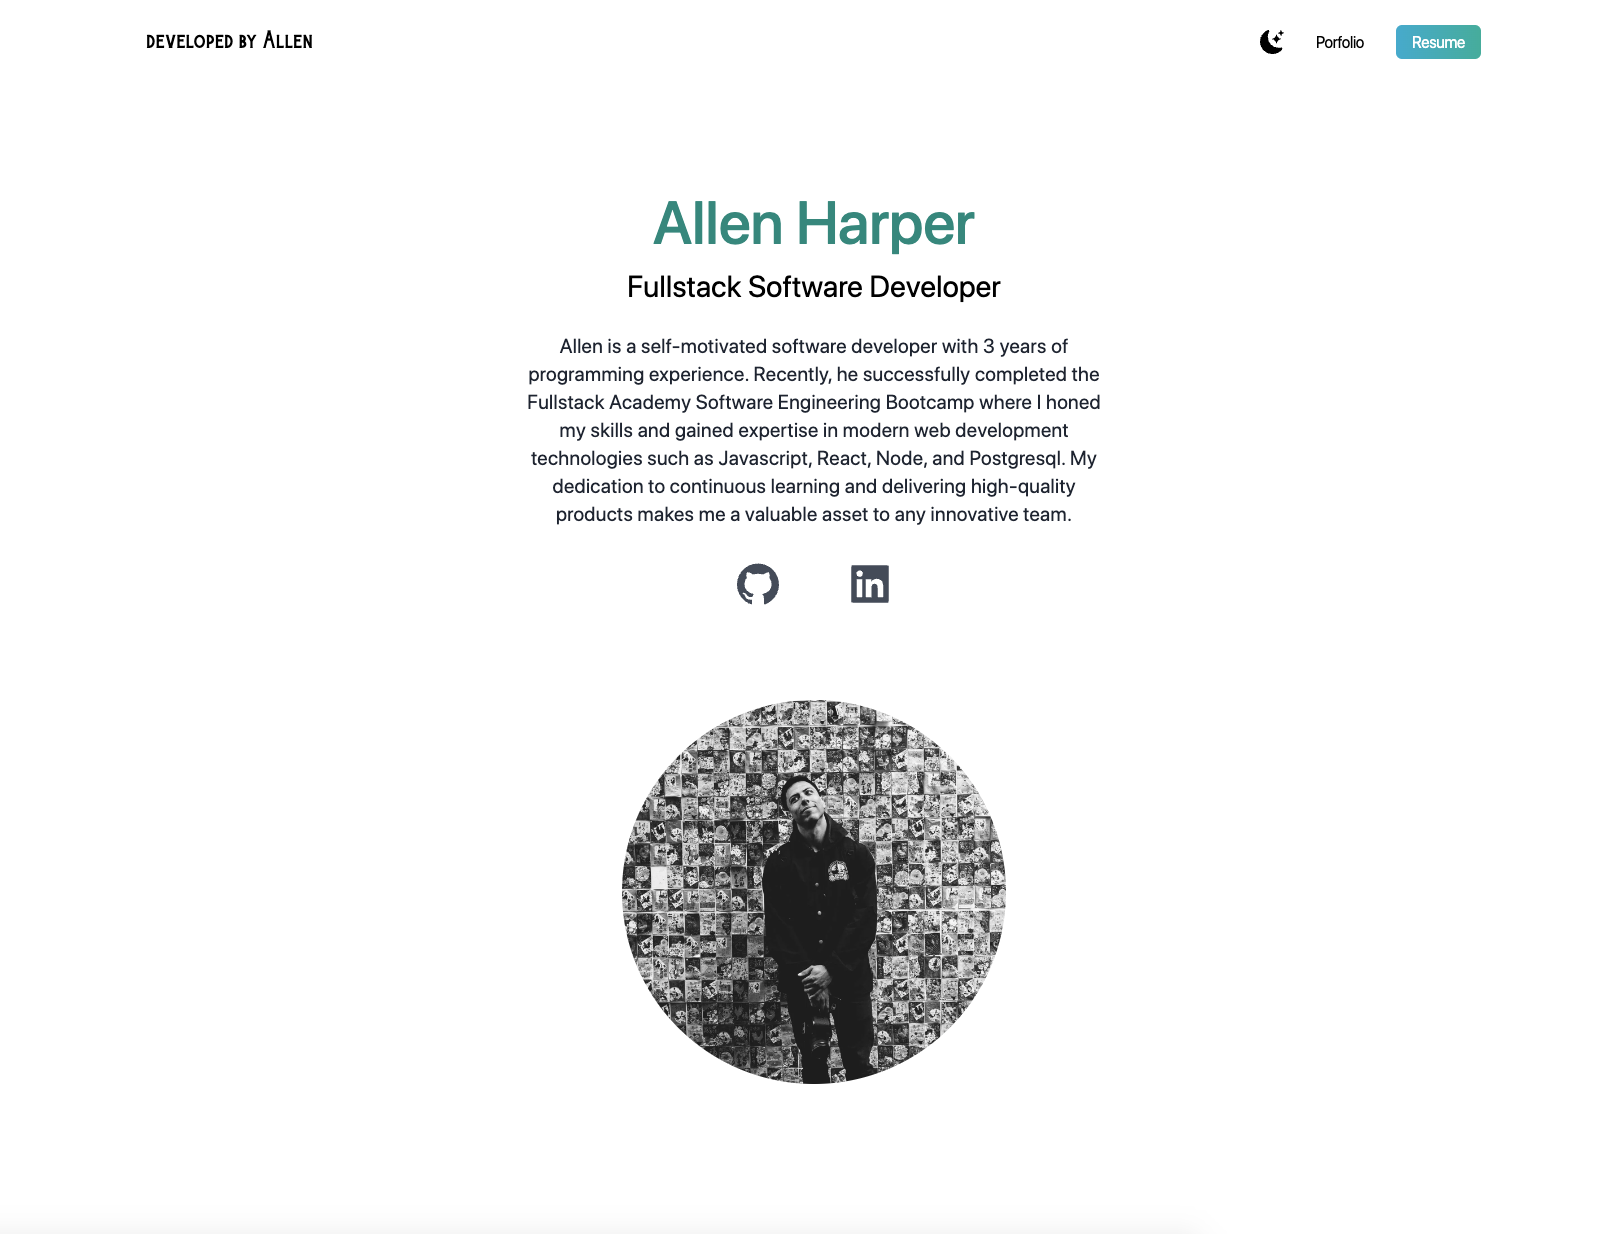 DEVELOPED BY ALLEN
Porfolio
Resume
Allen Harper
Fullstack Software Developer
Allen is a self-motivated software developer with 3 years of
programming experience. Recently, he successfully completed the
Fullstack Academy Software Engineering Bootcamp where I honed
my skills and gained expertise in modern web development
technologies such as Javascript, React, Node, and Postgresql. My
dedication to continuous learning and delivering high-quality
products makes me a valuable asset to any innovative team.
in